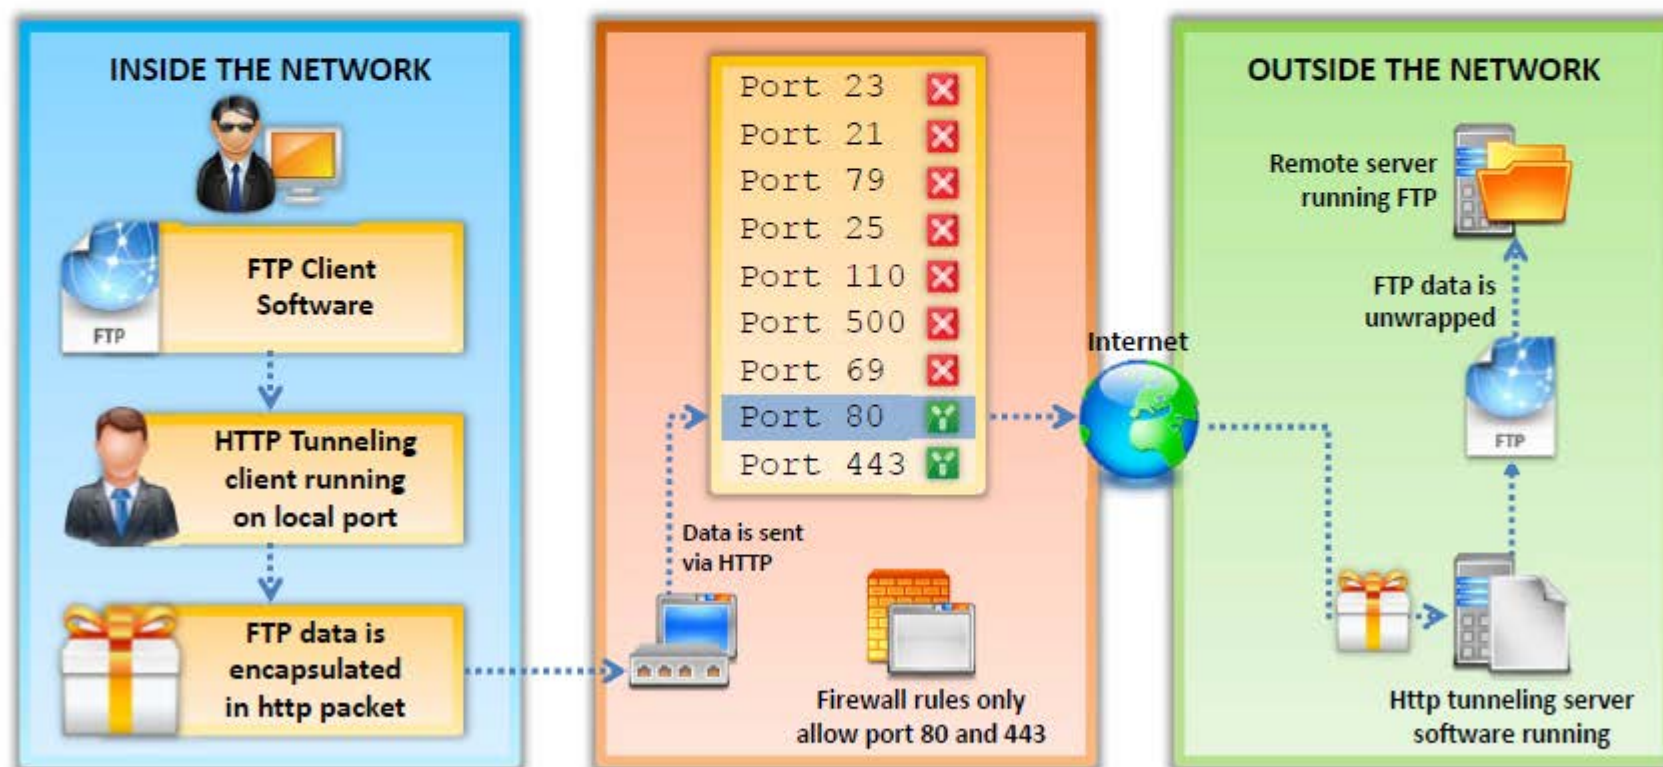 INSIDE THE NETWORK
FTP Client
Software
FTP
HTTP Tunneling
client running
on local port
FTP data is
encapsulated
in http packet
Port 23
Port 21
Port 79
Port 25
Port 110
Port 500
Port 69
Port 80
Port 443
Data is sent
via HTTP
Firewall rules only
allow port 80 and 443
Internet
OUTSIDE THE NETWORK
Remote server
running FTP
FTP data is
unwrapped
FTP
Http tunneling server
software running